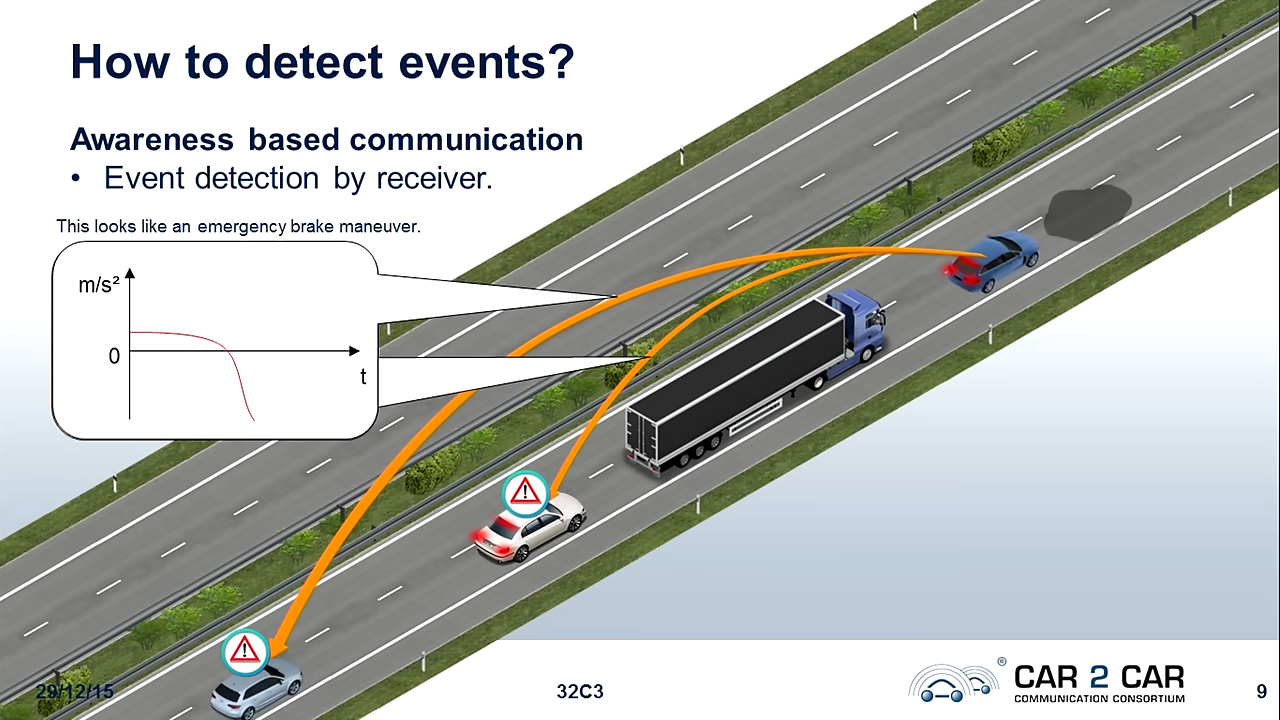 How to detect events?
Awareness based communication
• Event detection by receiver.
This looks like an emergency brake maneuver.
m/s²
0
t
29/12/15
32C3
® CAR 2 CAR
COMMUNICATION CONSORTIUM
9